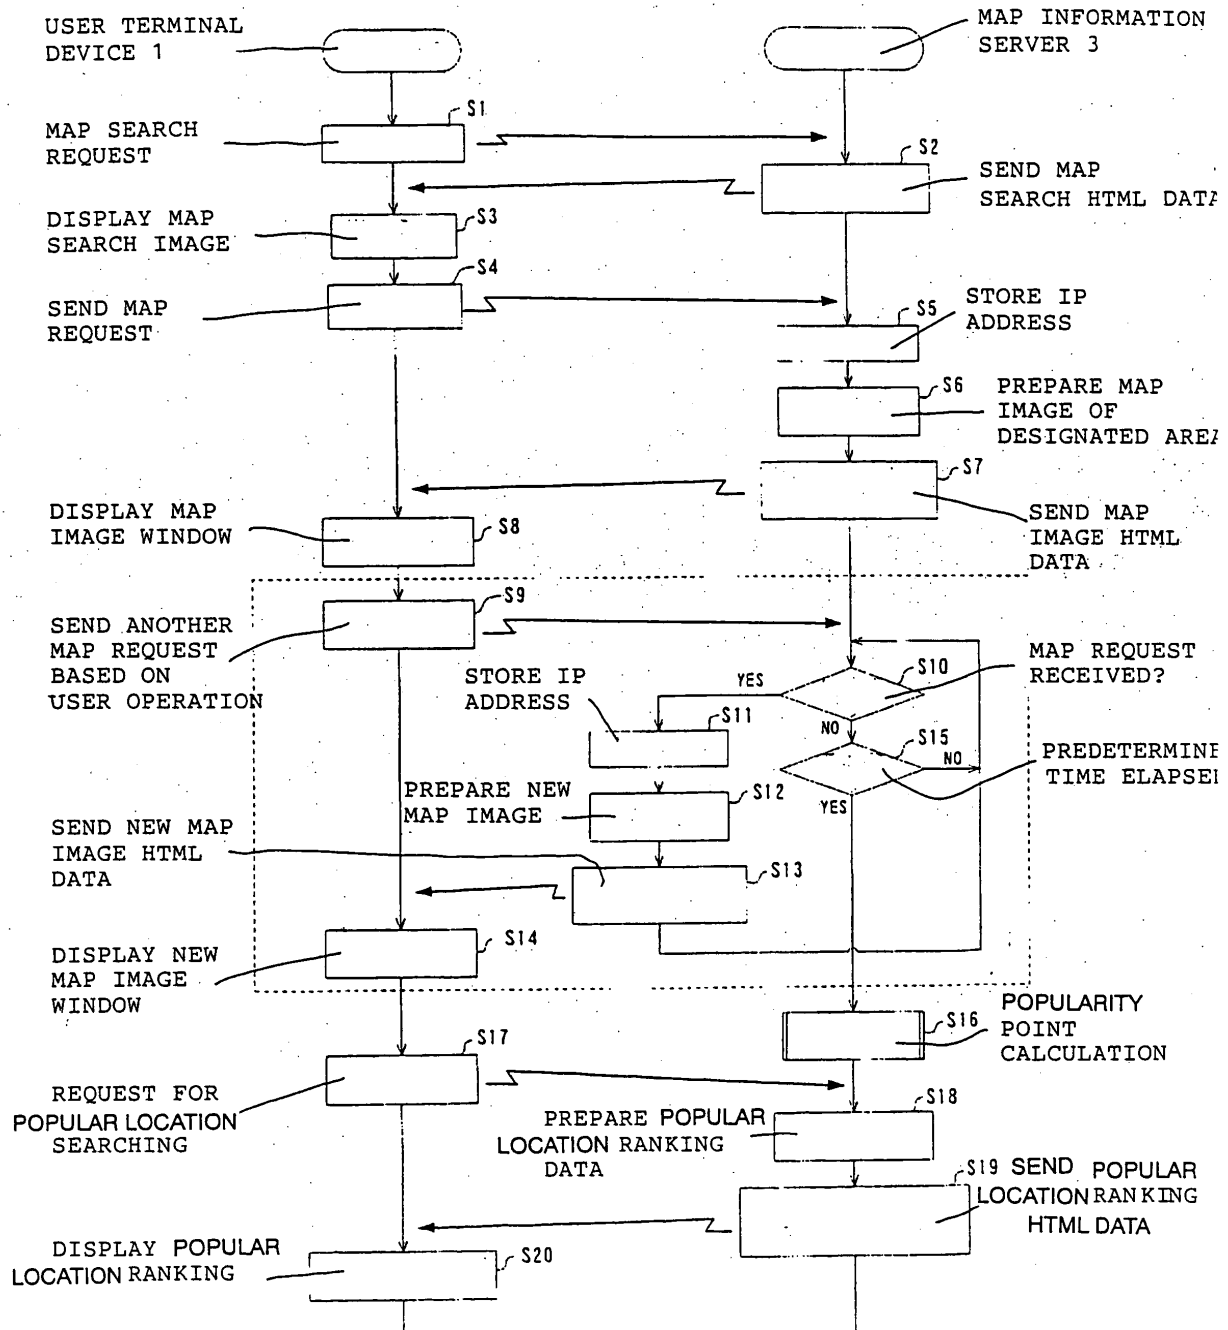 USER TERMINAL
DEVICE 1
MAP INFORMATION
SERVER 3
S1
MAP SEARCH
REQUEST
S2
SEND MAP
SEARCH HTML DATA
DISPLAY MAP
SEARCH IMAGE
S3
S4
SEND MAP
REQUEST
STORE IP
ADDRESS
S5
S6
PREPARE MAP
IMAGE OF
DESIGNATED AREA
S7
DISPLAY MAP
IMAGE WINDOW
S8
SEND MAP
IMAGE HTML
DATA
S9
SEND ANOTHER
MAP REQUEST
BASED ON
USER OPERATION
MAP REQUEST
RECEIVED?
S10
YES
NO
STORE IP
ADDRESS
S11
S15
NO
YES
PREDETERMINE
TIME ELAPSE
PREPARE NEW
MAP IMAGE
S12
SEND NEW MAP
IMAGE HTML
DATA
S13
S14
DISPLAY NEW
MAP IMAGE
WINDOW
S16
POPULARITY
POINT
CALCULATION
S17
REQUEST FOR
POPULAR LOCATION
SEARCHING
S18
PREPARE POPULAR
LOCATION RANKING
DATA
S19 SEND POPULAR
LOCATION RANKING
HTML DATA
DISPLAY POPULAR
LOCATION RANKING
S20